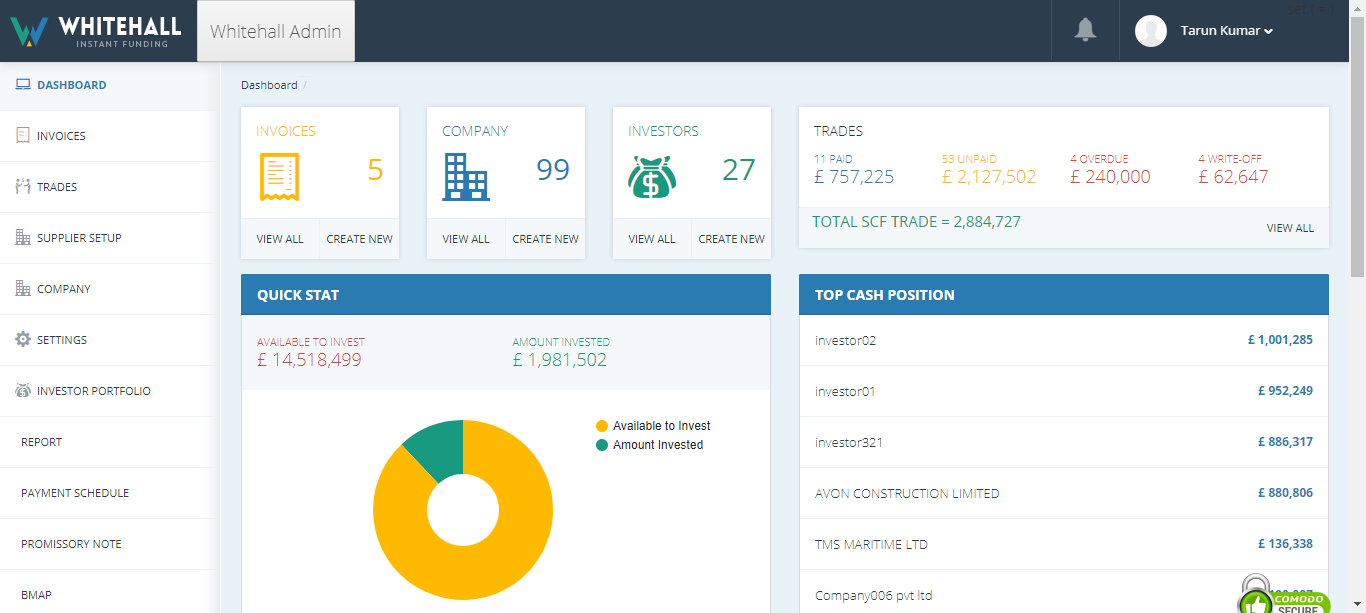 WHITEHALL
INSTANT FUNDING
Whitehall Admin
Tarun Kumar
DASHBOARD
INVOICES
TRADES
SUPPLIER SETUP
COMPANY
SETTINGS
INVESTOR PORTFOLIO
REPORT
PAYMENT SCHEDULE
PROMISSORY NOTE
BMAP
Dashboard /
INVOICES
5
VIEW ALL CREATE NEW
COMPANY
99
VIEW ALL CREATE NEW
INVESTORS
$
27
VIEW ALL CREATE NEW
TRADES
11 PAID 53 UNPAID 4 OVERDUE 4 WRITE-OFF
£ 757,225 £ 2,127,502 £ 240,000 £ 62,647
TOTAL SCF TRADE = 2,884,727
VIEW ALL
QUICK STAT
AVAILABLE TO INVEST AMOUNT INVESTED
£ 14,518,499 £ 1,981,502
Available to Invest
Amount Invested
TOP CASH POSITION
investor02 £ 1,001,285
investor01 £ 952,249
investor321 £ 886,317
AVON CONSTRUCTION LIMITED £ 880,806
TMS MARITIME LTD £ 136,338
Company006 pvt ltd
COMODO
SECURE